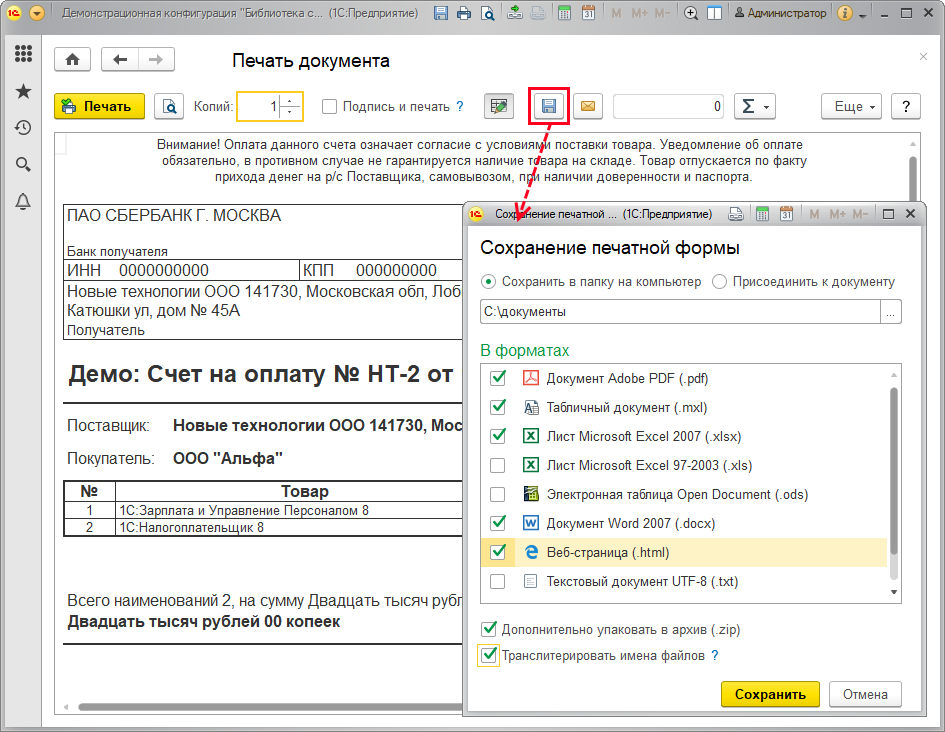 Демонстрационная конфигурация "Библиотека с... (1С:Предприятие)
M M+ M-
Администратор
Печать документа
Печать
Копий: 1
Подпись и печать ?
0
Σ
Еще
?
Внимание! Оплата данного счета означает согласие с условиями поставки товара. Уведомление об оплате
обязательно, в противном случае не гарантируется наличие товара на складе. Товар отпускается по факту
прихода денег на р/с Поставщика, самовывозом, при наличии доверенности и паспорта.
ПАО СБЕРБАНК Г. МОСКВА
Банк получателя
ИНН 0000000000 КПП 000000000
Новые технологии ООО 141730, Московская обл, Лоб
Катюшки ул, дом № 45А
Получатель
Демо: Счет на оплату № НТ-2 от
Поставщик: Новые технологии ООО 141730, Мос
Покупатель: ООО "Альфа"
№ Товар
1 1С:Зарплата и Управление Персоналом 8
2 1С:Налогоплательщик 8
Всего наименований 2, на сумму Двадцать тысяч рубл
Двадцать тысяч рублей 00 копеек
Сохранение печатной ... (1С:Предприятие)
M M+ M-
Сохранение печатной формы
Сохранить в папку на компьютер
Присоединить к документу
C:\документы
...
В форматах
Документ Adobe PDF (.pdf)
Табличный документ (.mxl)
Лист Microsoft Excel 2007 (.xlsx)
Лист Microsoft Excel 97-2003 (.xls)
Электронная таблица Open Document (.ods)
Документ Word 2007 (.docx)
Веб-страница (.html)
Текстовый документ UTF-8 (.txt)
Дополнительно упаковать в архив (.zip)
Транслитерировать имена файлов ?
Сохранить
Отмена